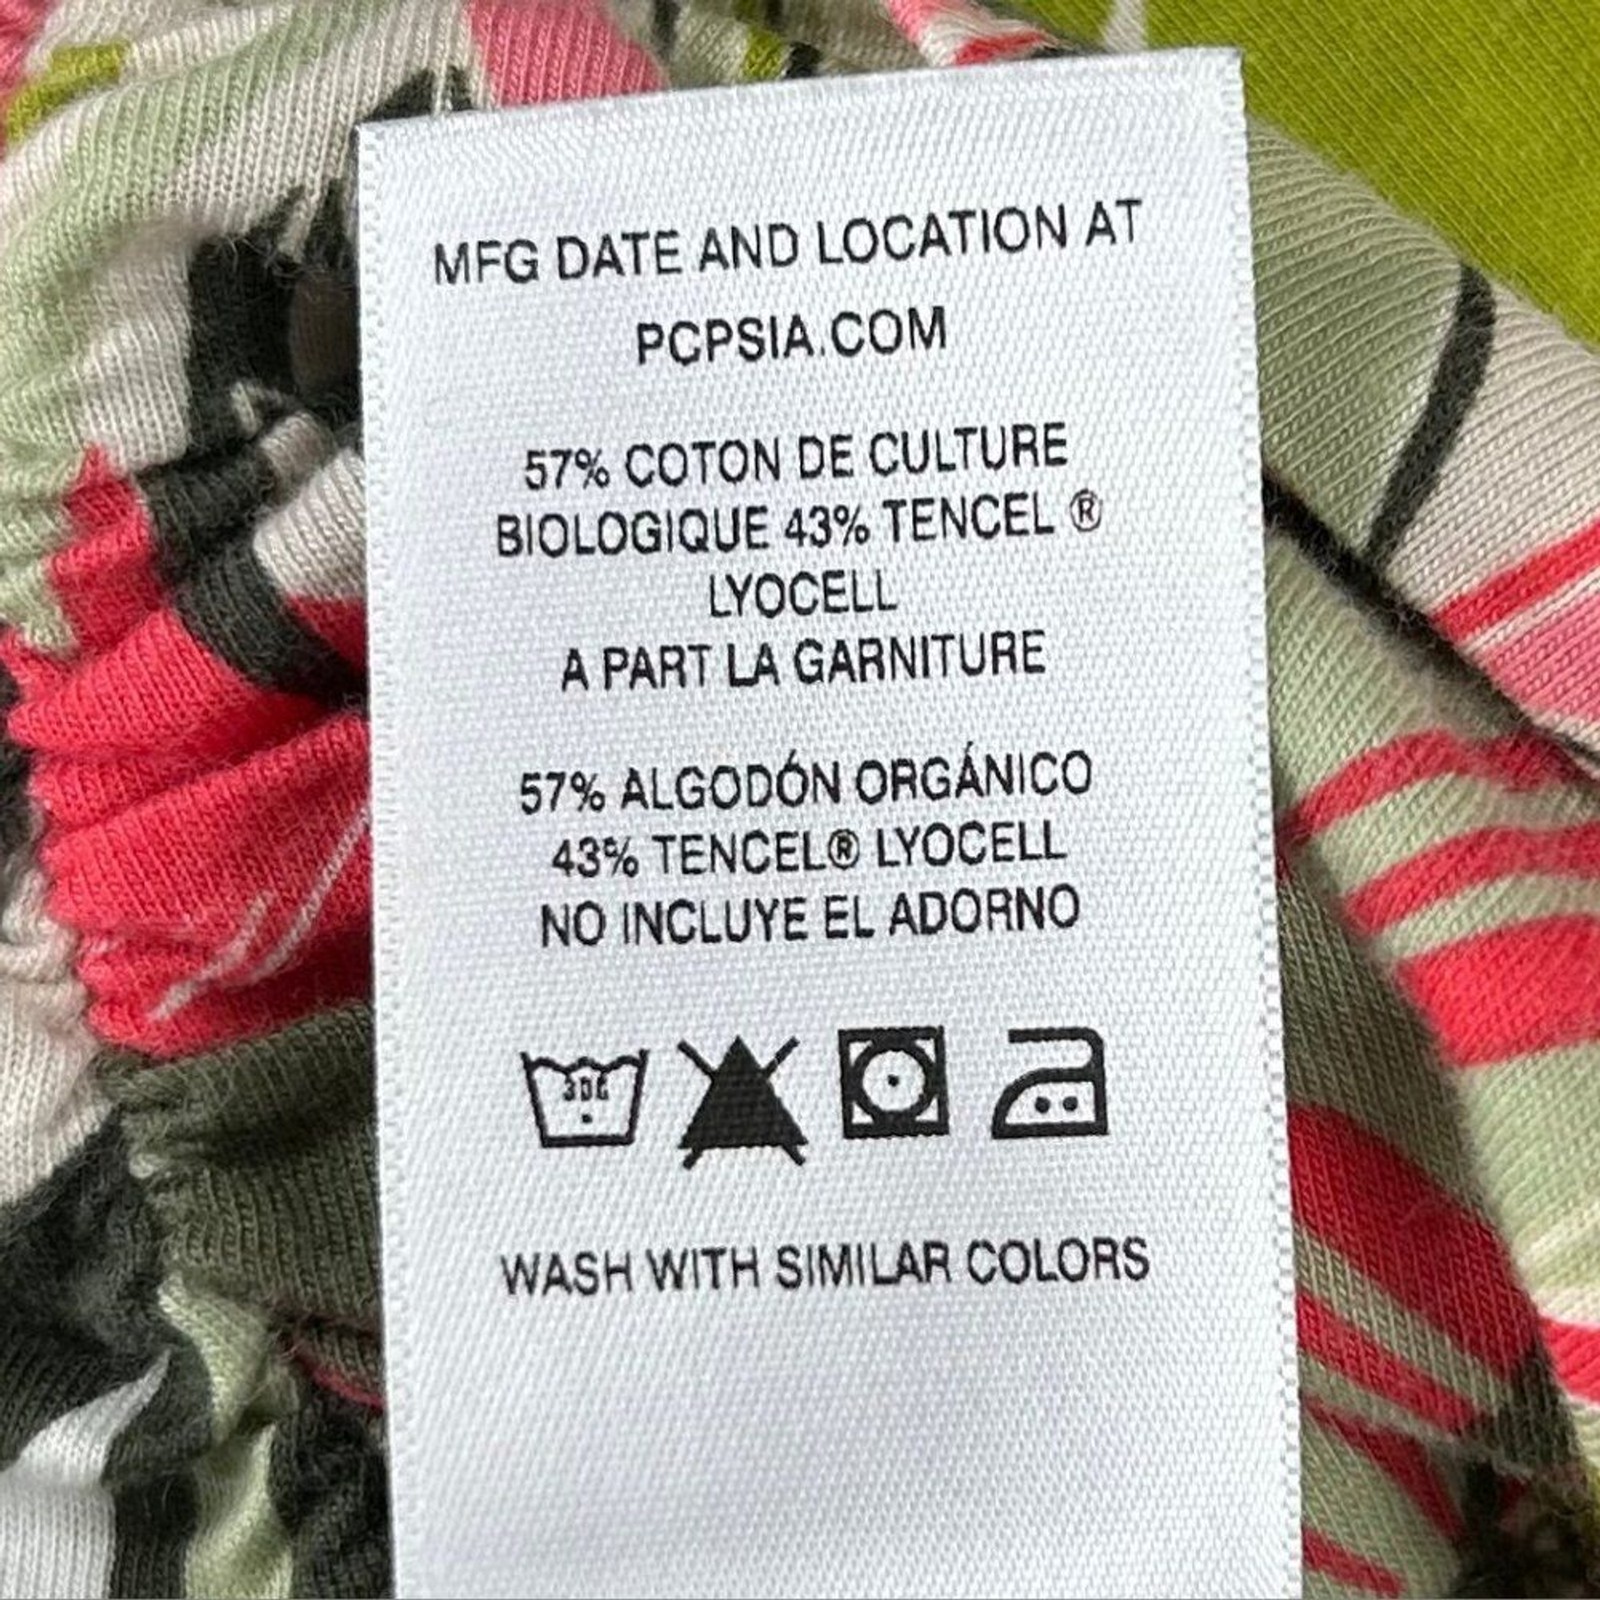 MFG DATE AND LOCATION AT
PCPSIA.COM
57% COTON DE CULTURE
BIOLOGIQUE 43% TENCEL ®
LYOCELL
A PART LA GARNITURE
57% ALGODÓN ORGÁNICO
43% TENCEL® LYOCELL
NO INCLUYE EL ADORNO
WASH WITH SIMILAR COLORS